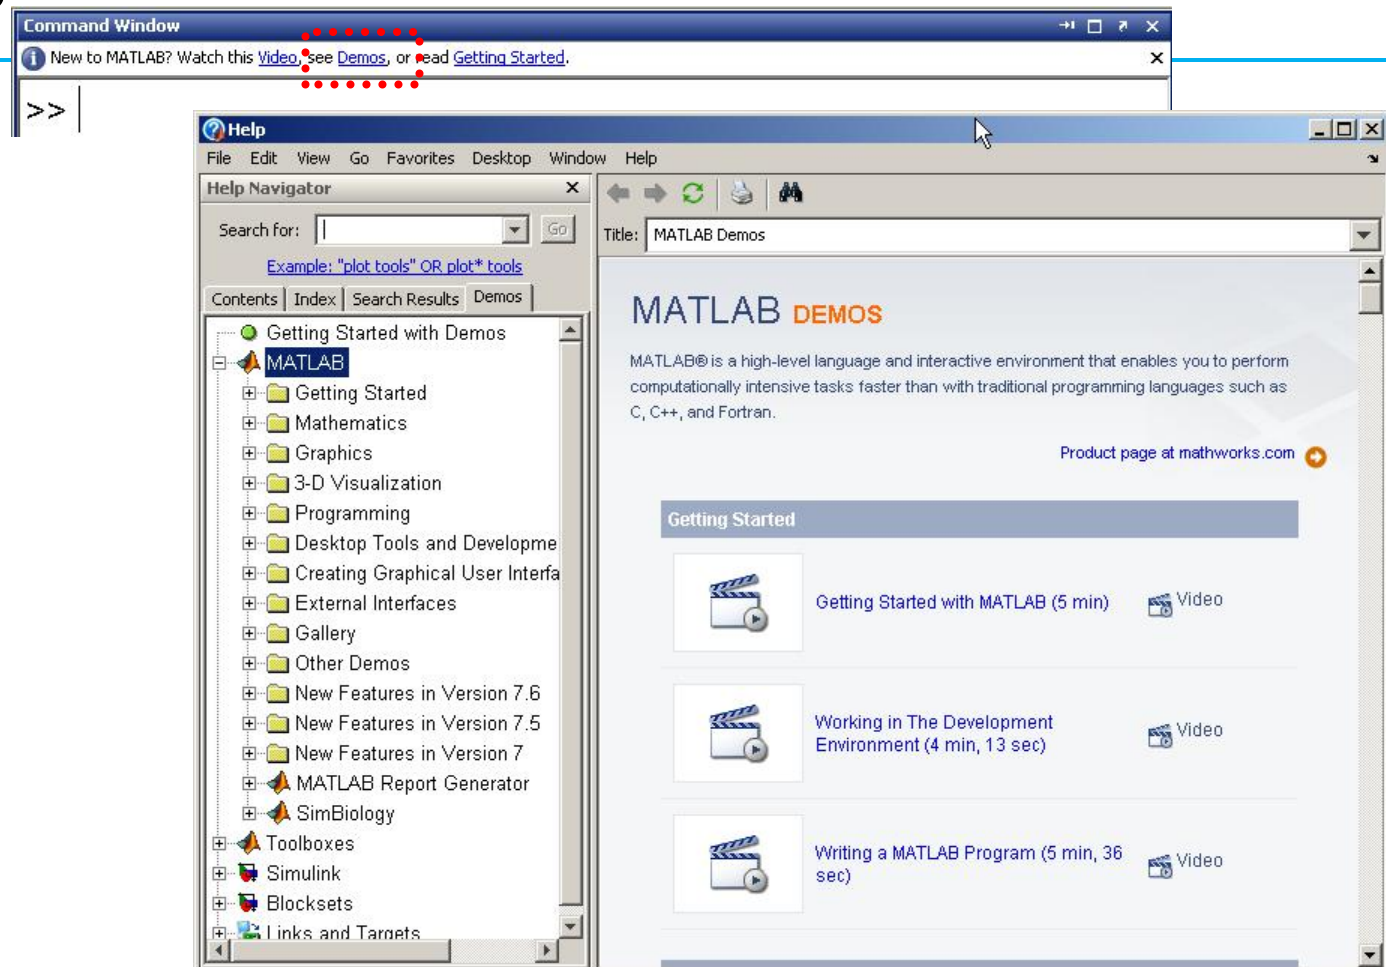 Command Window
New to MATLAB? Watch this Video, see Demos, or read Getting Started.
>>
Help
File Edit View Go Favorites Desktop Window Help
Help Navigator
Search for:
Go
Example: "plot tools" OR plot* tools
Contents Index Search Results Demos
Getting Started with Demos
MATLAB
Getting Started
Mathematics
Graphics
3-D Visualization
Programming
Desktop Tools and Developme
Creating Graphical User Interfa
External Interfaces
Gallery
Other Demos
New Features in Version 7.6
New Features in Version 7.5
New Features in Version 7
MATLAB Report Generator
SimBiology
Toolboxes
Simulink
Blocksets
Links and Targets
Title: MATLAB Demos
MATLAB DEMOS
MATLAB® is a high-level language and interactive environment that enables you to perform
computationally intensive tasks faster than with traditional programming languages such as
C, C++, and Fortran.
Product page at mathworks.com
Getting Started
Getting Started with MATLAB (5 min) Video
Working in The Development
Environment (4 min, 13 sec) Video
Writing a MATLAB Program (5 min, 36
sec) Video